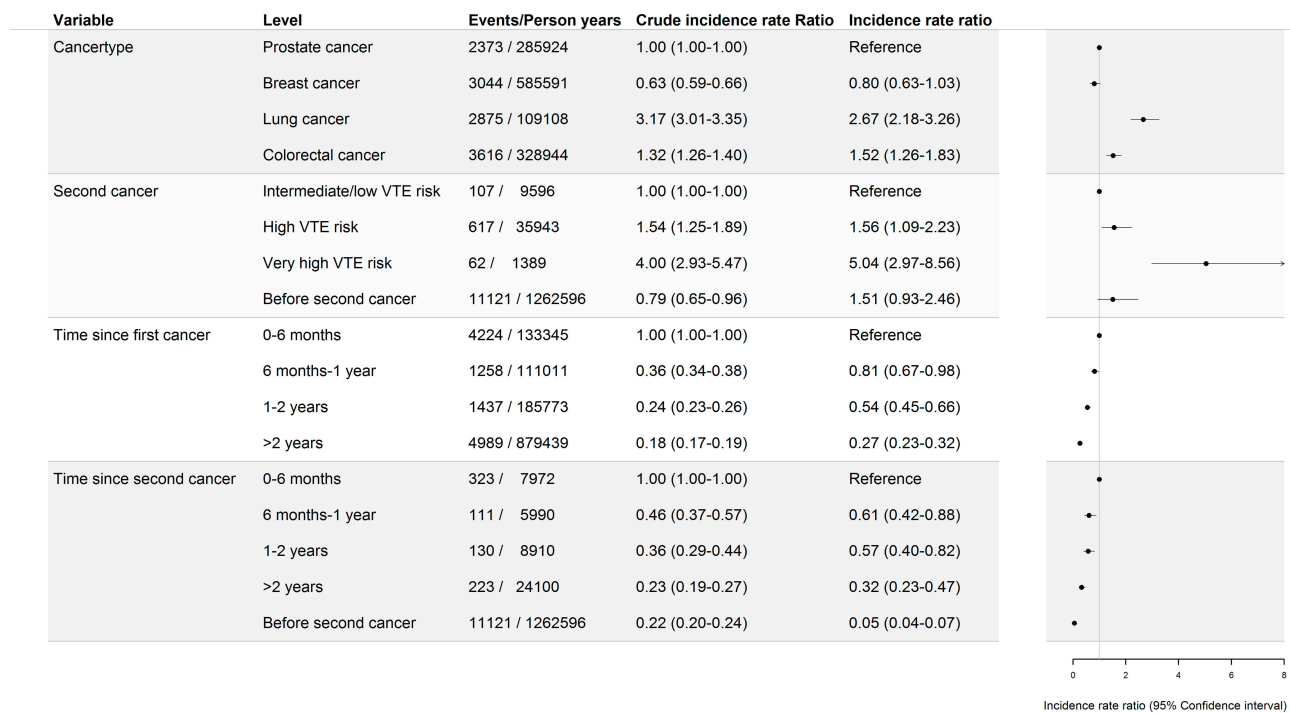 Variable Level Events/Person years Crude incidence rate Ratio Incidence rate ratio
Cancertype Prostate cancer 2373 / 285924 1.00 (1.00-1.00) Reference
Breast cancer 3044 / 585591 0.63 (0.59-0.66) 0.80 (0.63-1.03)
Lung cancer 2875 / 109108 3.17 (3.01-3.35) 2.67 (2.18-3.26)
Colorectal cancer 3616 / 328944 1.32 (1.26-1.40) 1.52 (1.26-1.83)
Second cancer Intermediate/low VTE risk 107 / 9596 1.00 (1.00-1.00) Reference
High VTE risk 617 / 35943 1.54 (1.25-1.89) 1.56 (1.09-2.23)
Very high VTE risk 62 / 1389 4.00 (2.93-5.47) 5.04 (2.97-8.56)
Before second cancer 11121 / 1262596 0.79 (0.65-0.96) 1.51 (0.93-2.46)
Time since first cancer 0-6 months 4224 / 133345 1.00 (1.00-1.00) Reference
6 months-1 year 1258 / 111011 0.36 (0.34-0.38) 0.81 (0.67-0.98)
1-2 years 1437 / 185773 0.24 (0.23-0.26) 0.54 (0.45-0.66)
>2 years 4989 / 879439 0.18 (0.17-0.19) 0.27 (0.23-0.32)
Time since second cancer 0-6 months 323 / 7972 1.00 (1.00-1.00) Reference
6 months-1 year 111 / 5990 0.46 (0.37-0.57) 0.61 (0.42-0.88)
1-2 years 130 / 8910 0.36 (0.29-0.44) 0.57 (0.40-0.82)
>2 years 223 / 24100 0.23 (0.19-0.27) 0.32 (0.23-0.47)
Before second cancer 11121 / 1262596 0.22 (0.20-0.24) 0.05 (0.04-0.07)
0 2 4 6 8
Incidence rate ratio (95% Confidence interval)